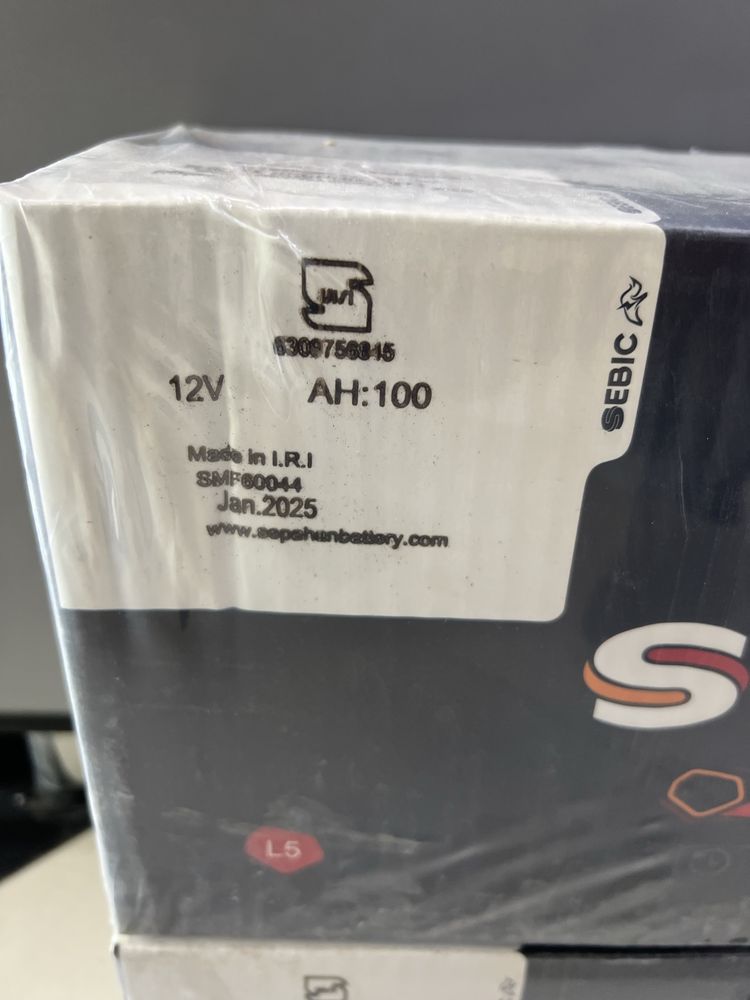 6309756845
12V AH:100
Made in I.R.I
SMF60044
Jan.2025
www.sepahanbattery.com
SEBIC
S
L5